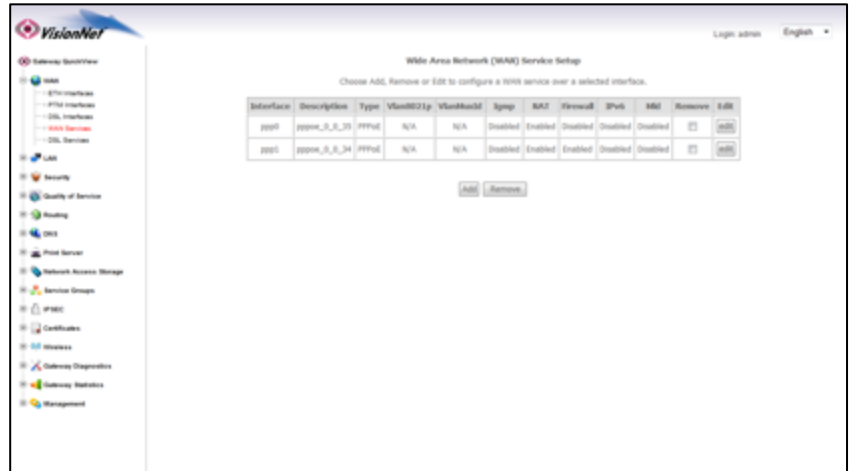 VisionNet
Login: admin
English
Gateway QuickView
WAN
ETH Interfaces
PTM Interfaces
DSL Interfaces
WAN Services
DSL Services
LAN
Security
Quality of Service
Routing
DNS
Print Server
Network Access Storage
Service Groups
IPSEC
Certificates
Wireless
Gateway Diagnostics
Gateway Statistics
Management
Wide Area Network (WAN) Service Setup
Choose Add, Remove or Edit to configure a WAN service over a selected interface.
Interface Description Type Vlan8021p VlanMuxId Igmp NAT Firewall IPv6 Mld Remove Edit
ppp0 pppoe_0_0_35 PPPoE N/A N/A Disabled Enabled Disabled Disabled Disabled edit
ppp1 pppoe_0_8_34 PPPoE N/A N/A Disabled Enabled Enabled Disabled Disabled edit
Add Remove